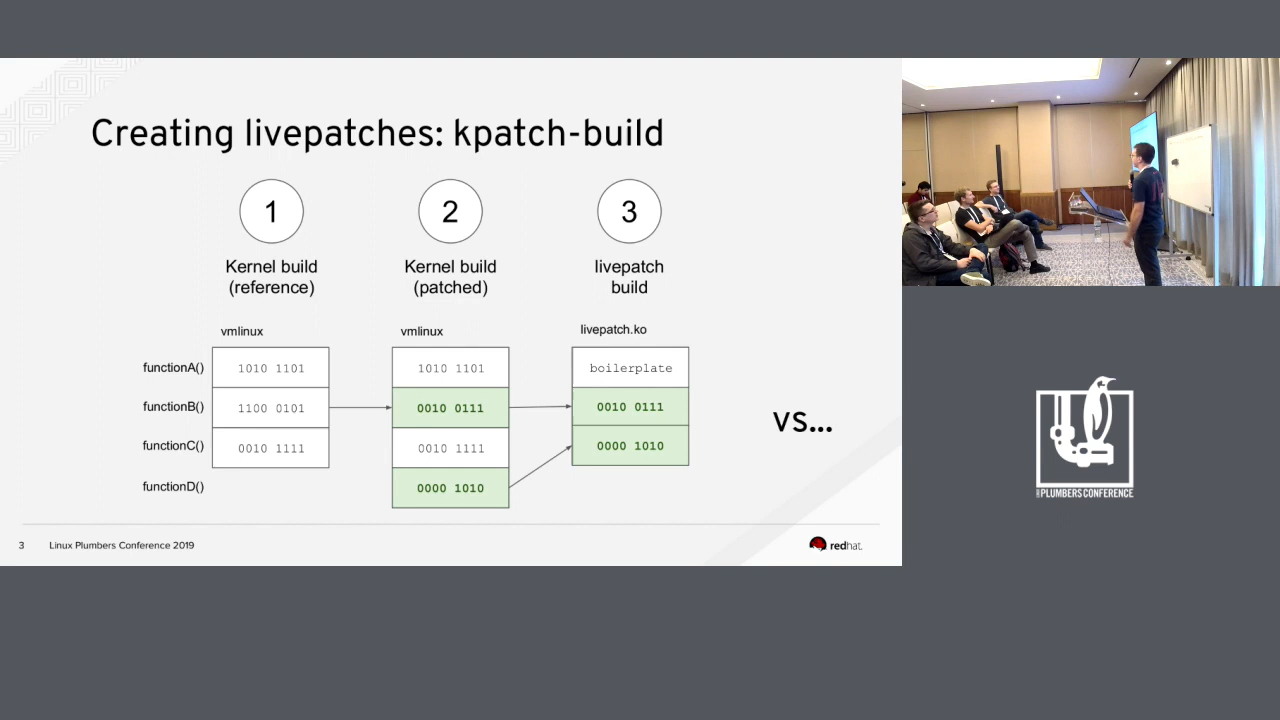 Creating livepatches: kpatch-build
1
2
3
Kernel build
(reference)
Kernel build
(patched)
livepatch
build
vmlinux
vmlinux
livepatch.ko
functionA()
1010 1101
1010 1101
boilerplate
functionB()
1100 0101
0010 0111
0010 0111
functionC()
0010 1111
0010 1111
0000 1010
functionD()
0000 1010
vs...
3
Linux Plumbers Conference 2019
redhat.
PLUMBERS CONFERENCE